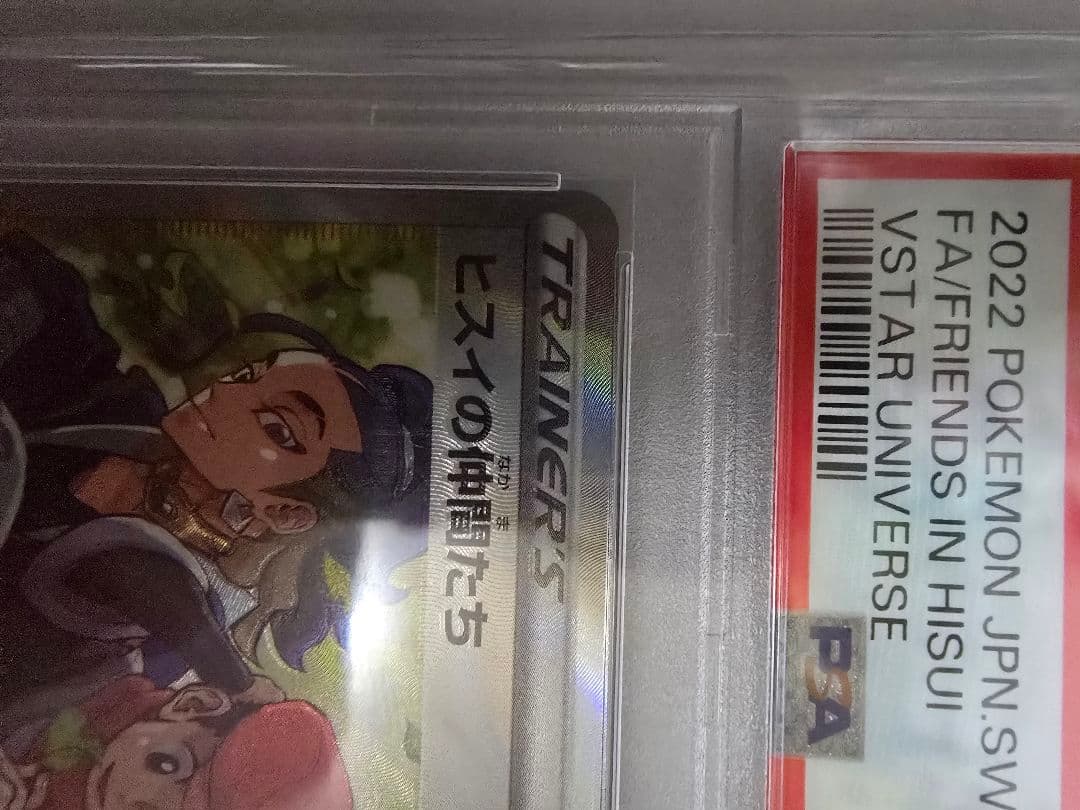 2022 POKEMON JPN.SW
FA/FRIENDS IN HISUI
VSTAR UNIVERSE
PSA
TRAINER'S
ヒスイの仲間たち
なかま